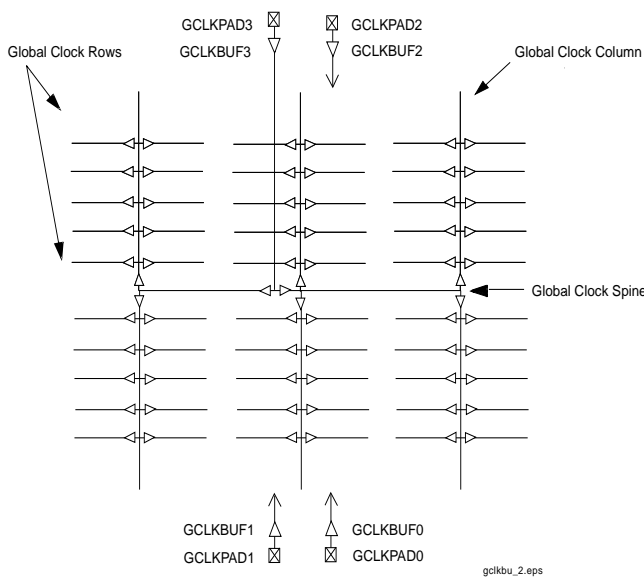 GCLKPAD3
GCLKPAD2
GCLKBUF3
GCLKBUF2
Global Clock Rows
Global Clock Column
Global Clock Spine
GCLKBUF1
GCLKBUF0
GCLKPAD1
GCLKPAD0
gclkbu_2.eps